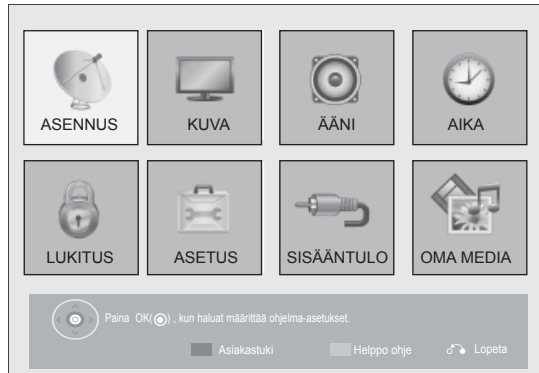 ASENNUS KUVA ÄÄNI AIKA
LUKITUS ASETUS SISÄÄNTULO OMA MEDIA
Paina OK(◉) , kun haluat määrittää ohjelma-asetukset.
Asiakastuki Helppo ohje Lopeta